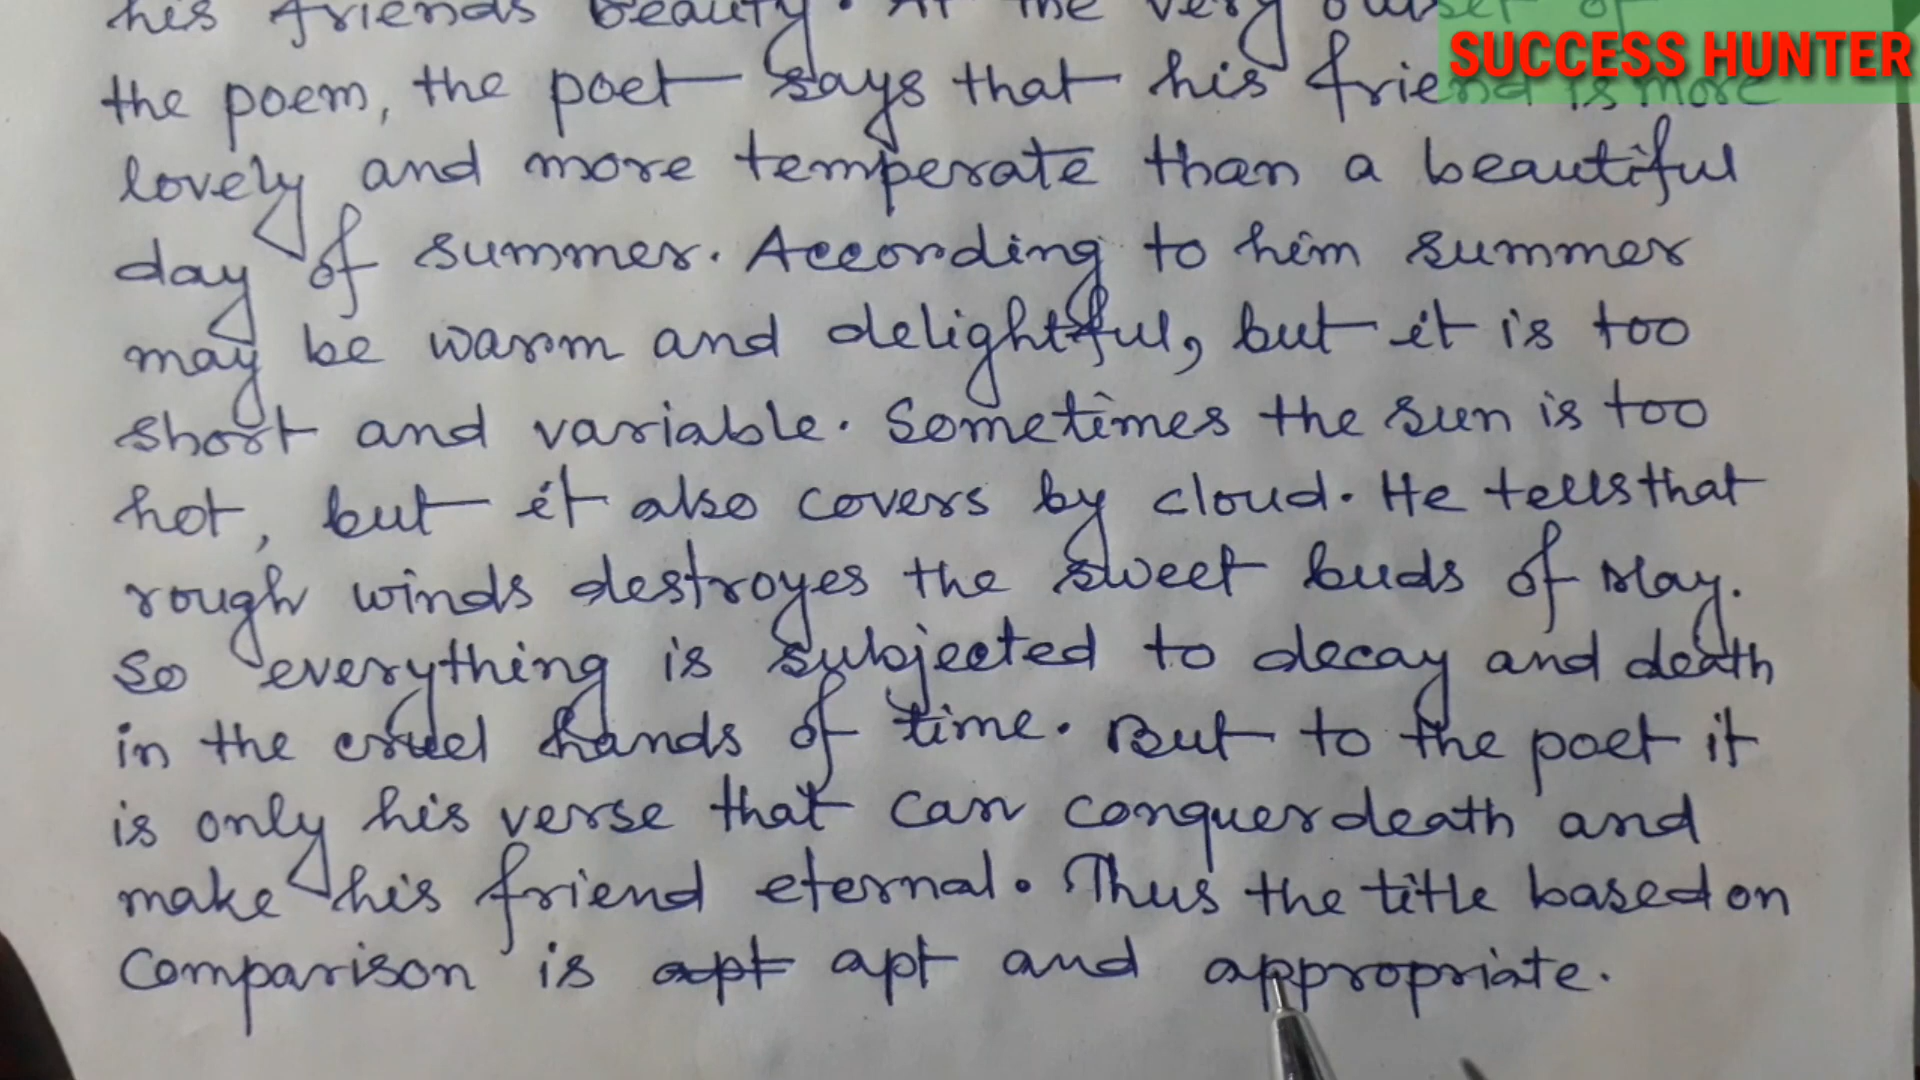 his friends beauty. At the very outset of
SUCCESS HUNTER
the poem, the poet says that his friend is more
lovely and more temperate than a beautiful
day of summer. According to him summer
may be warm and delightful, but it is too
short and variable. Sometimes the sun is too
hot, but it also covers by cloud. He tells that
rough winds destroyes the sweet buds of May.
So everything is subjected to decay and death
in the cruel hands of time. But to the poet it
is only his verse that can conquer death and
make his friend eternal. Thus the title based on
comparison is apt apt and appropriate.